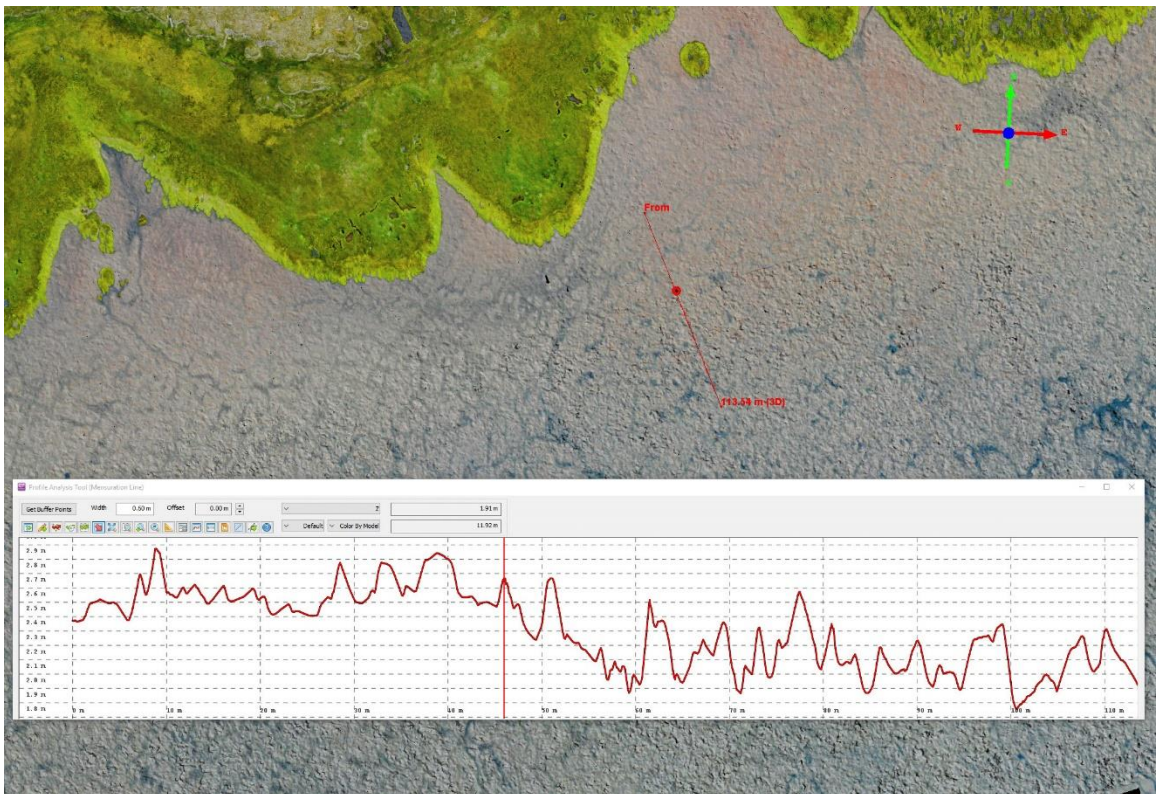 W
E
From
113.54 m (3D)
Profile Analysis Tool (Mensuration Line)
Get Buffer Points Width 0.50 m Offset 0.00 m Z 1.91 m
Default Color By Model 11.92 m
2.9 m
2.8 m
2.7 m
2.6 m
2.5 m
2.4 m
2.3 m
2.2 m
2.1 m
2.0 m
1.9 m
1.8 m
0 m 10 m 20 m 30 m 40 m 50 m 60 m 70 m 80 m 90 m 100 m 110 m